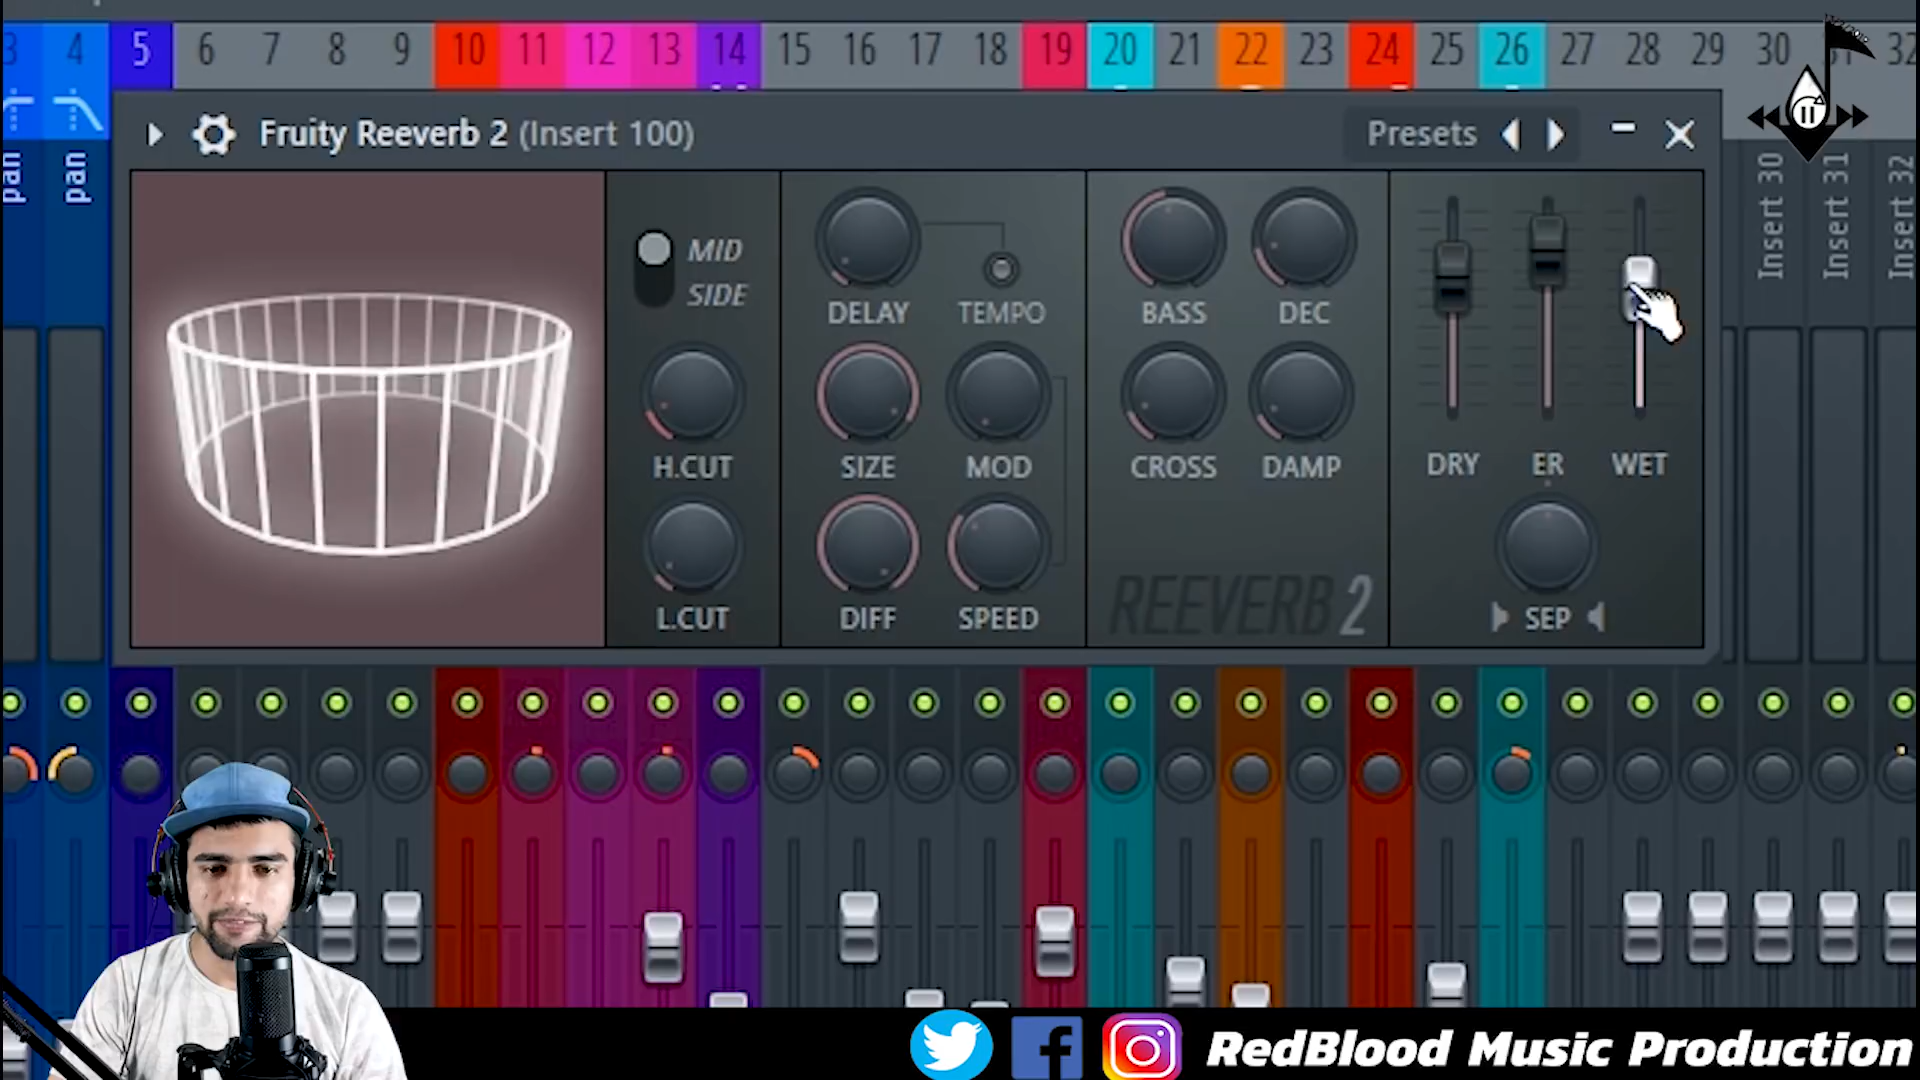 3 4 5 6 7 8 9 10 11 12 13 14 15 16 17 18 19 20 21 22 23 24 25 26 27 28 29 30 31 32
pan pan
Fruity Reeverb 2 (Insert 100)
Presets
Insert 30 Insert 31 Insert 32
MID
SIDE
DELAY TEMPO BASS DEC
H.CUT SIZE MOD CROSS DAMP DRY ER WET
REEVERB 2
L.CUT DIFF SPEED SEP
RedBlood Music Production